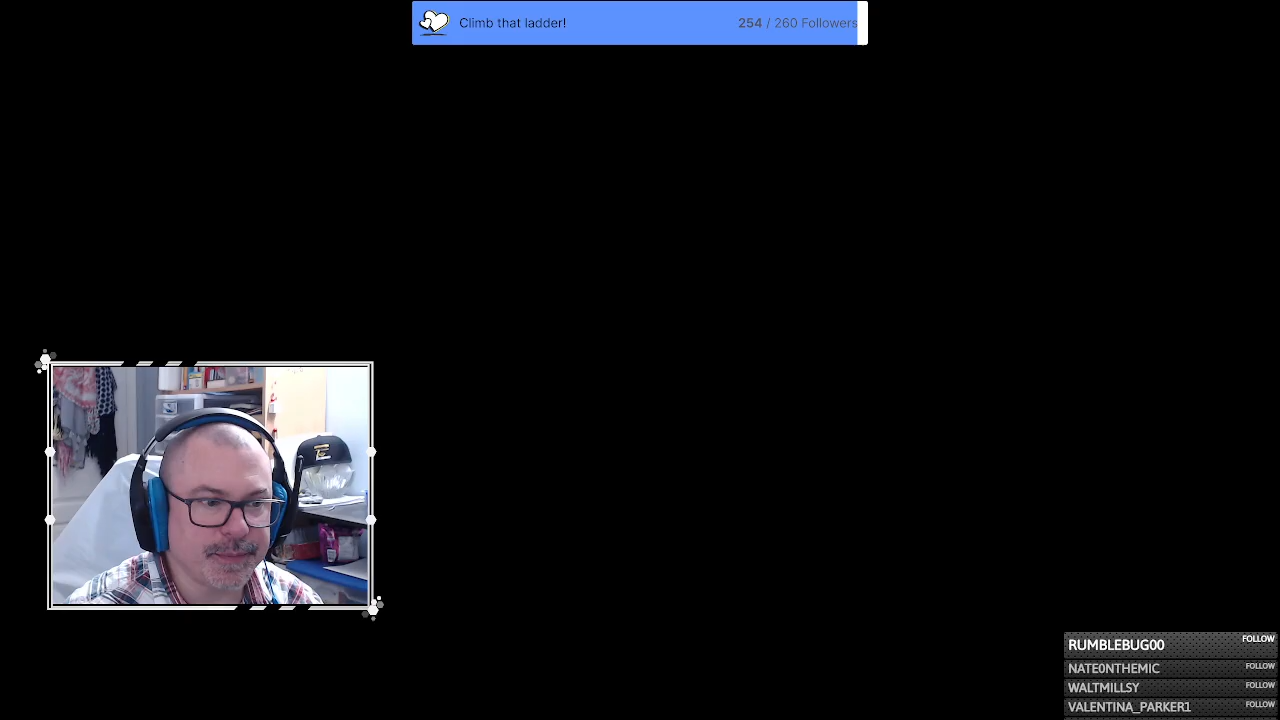 Climb that ladder!
254 / 260 Followers
RUMBLEBUG00 FOLLOW
NATE0NTHEMIC FOLLOW
WALTMILLSY FOLLOW
VALENTINA_PARKER1 FOLLOW